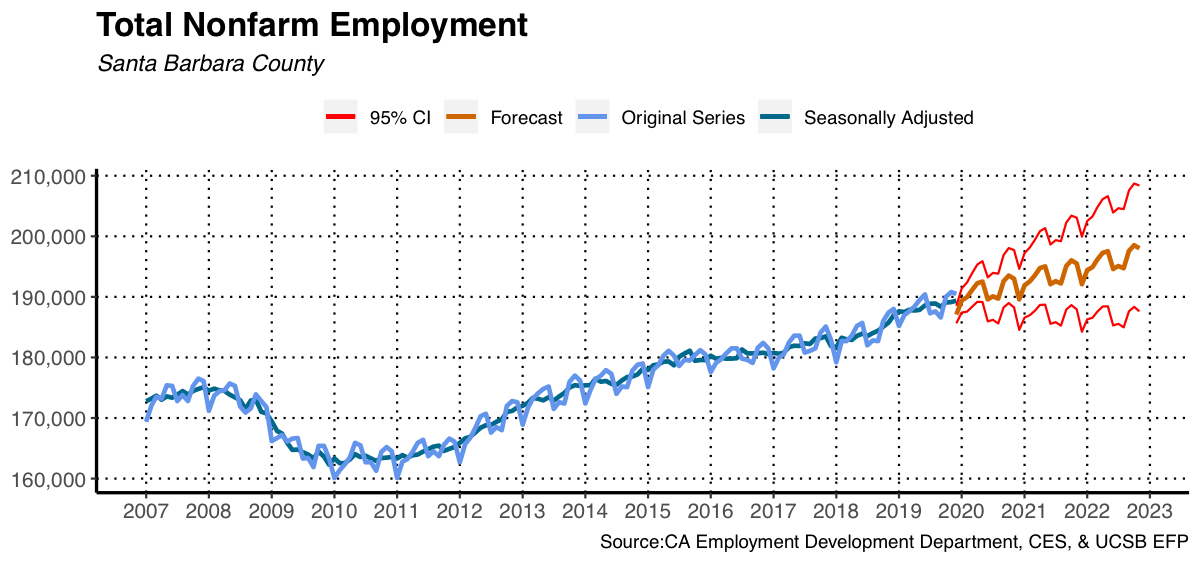 Total Nonfarm Employment
Santa Barbara County
95% CI Forecast Original Series Seasonally Adjusted
210,000
200,000
190,000
180,000
170,000
160,000
2007 2008 2009 2010 2011 2012 2013 2014 2015 2016 2017 2018 2019 2020 2021 2022 2023
Source:CA Employment Development Department, CES, & UCSB EFP